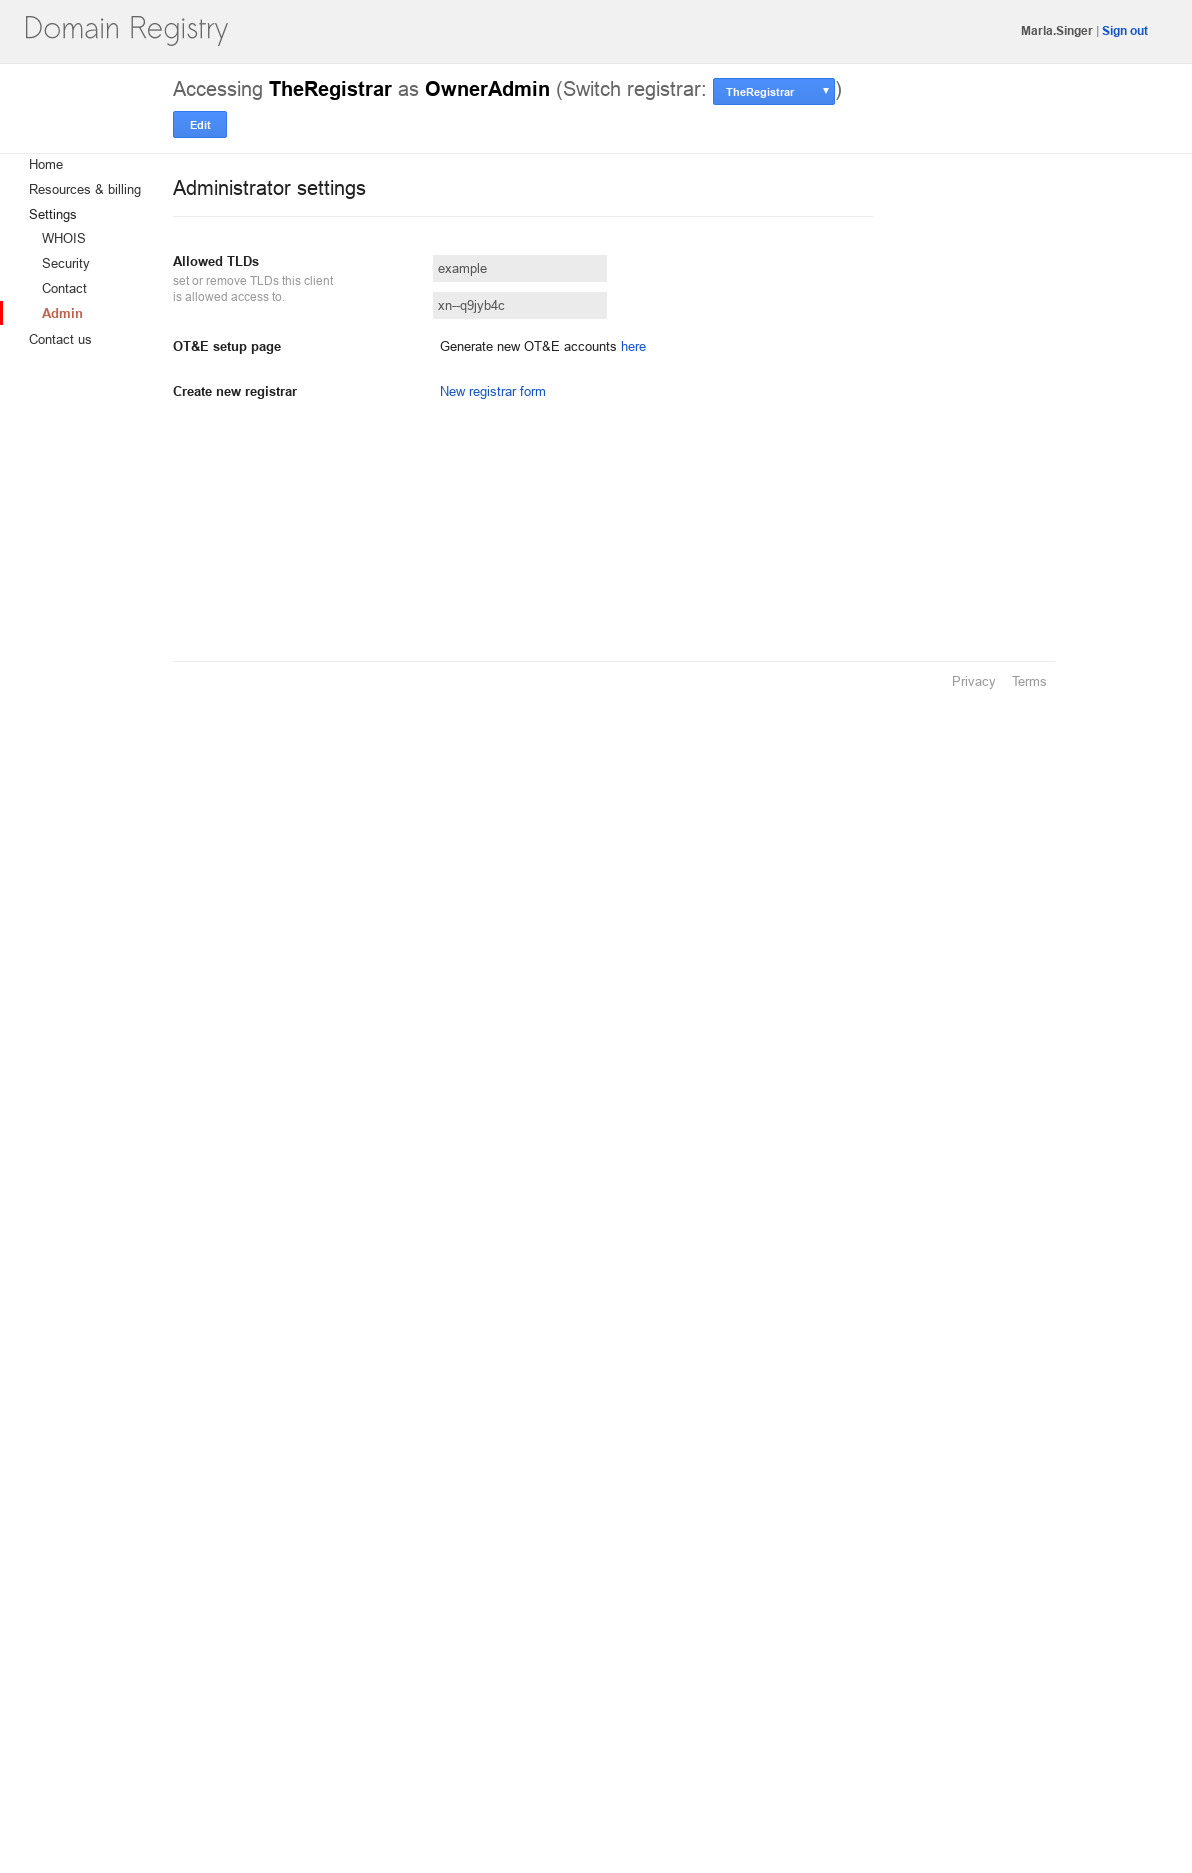 Domain Registry
Marla.Singer | Sign out
Accessing TheRegistrar as OwnerAdmin (Switch registrar: TheRegistrar ▼)
Edit
Home
Resources & billing
Settings
WHOIS
Security
Contact
Admin
Contact us
Administrator settings
Allowed TLDs
set or remove TLDs this client
is allowed access to.
example
xn--q9jyb4c
OT&E setup page
Generate new OT&E accounts here
Create new registrar
New registrar form
Privacy Terms